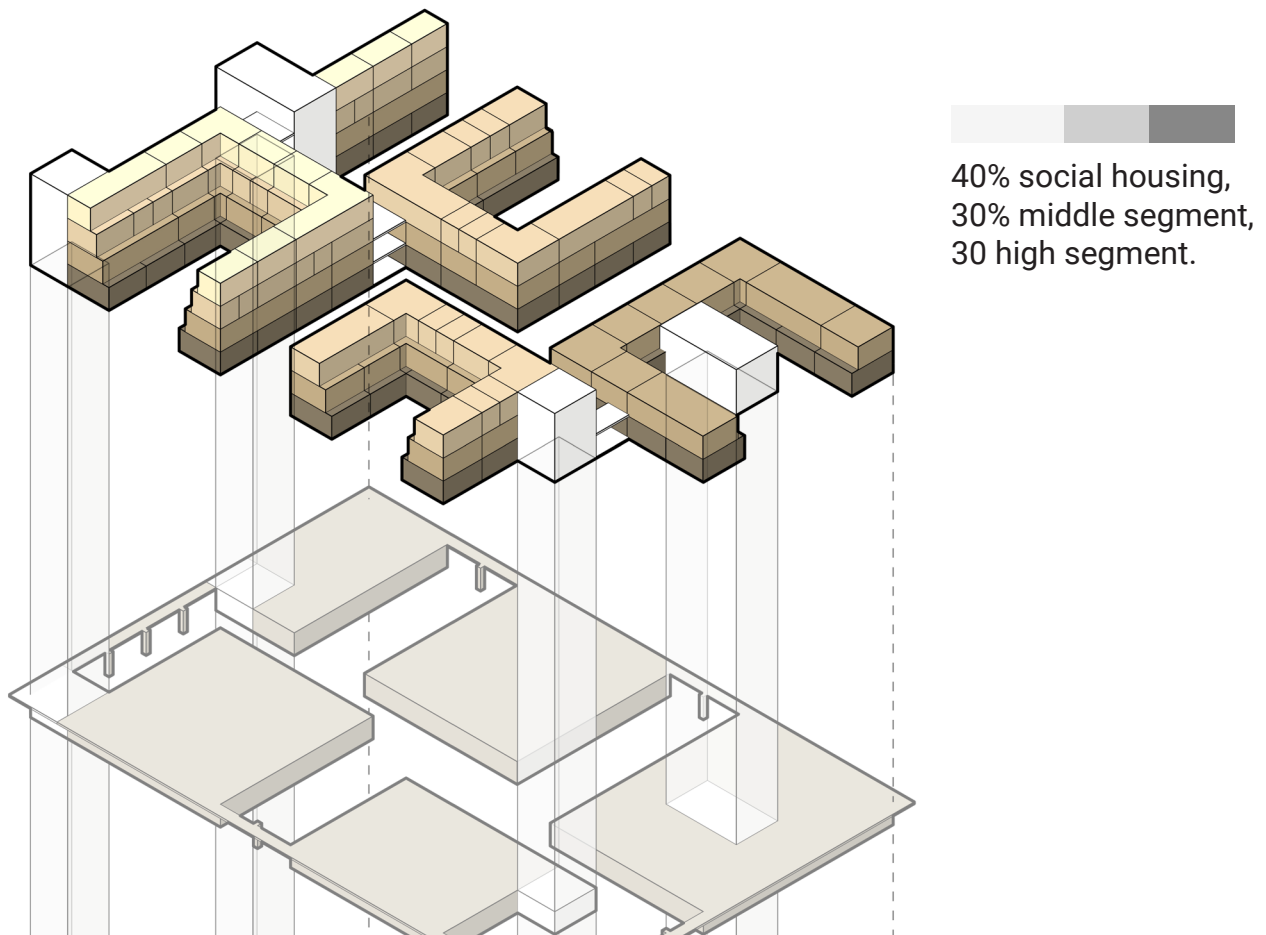 40% social housing,
30% middle segment,
30 high segment.